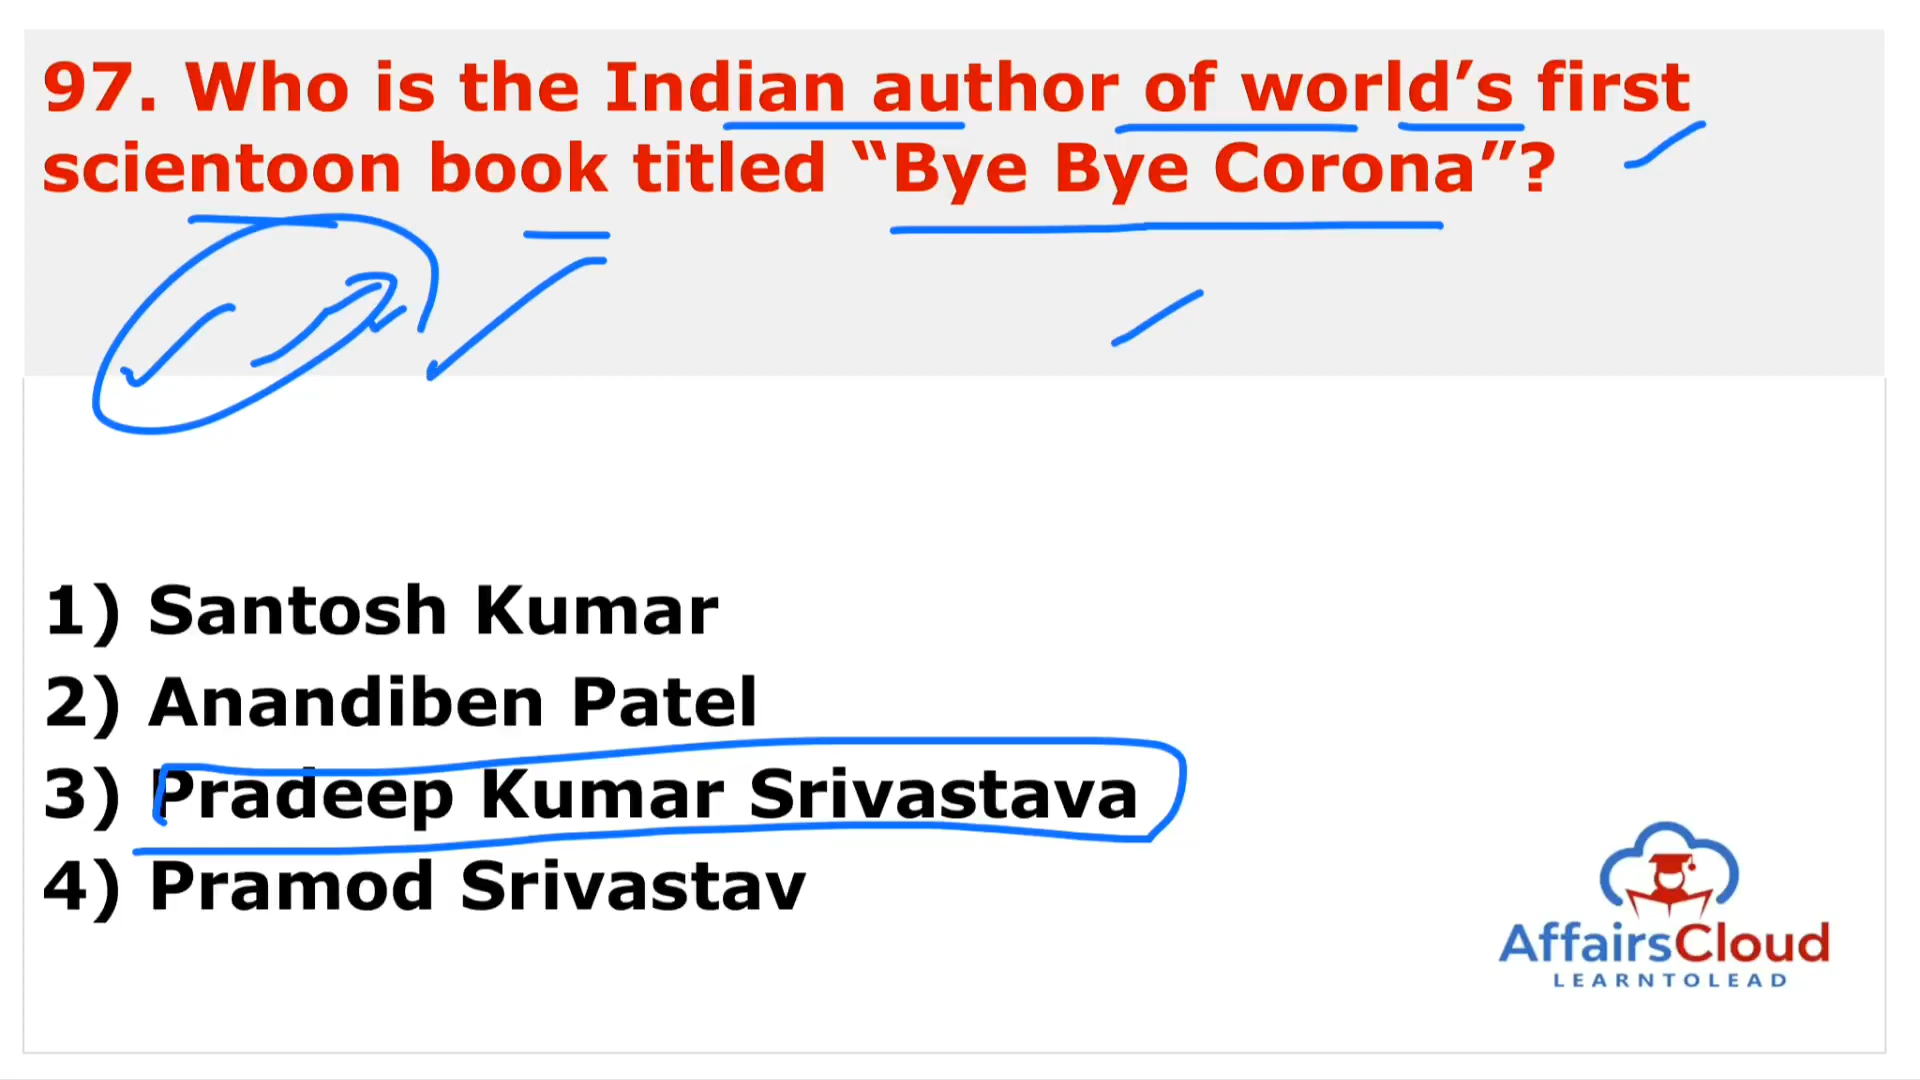 97. Who is the Indian author of world’s first
scientoon book titled “Bye Bye Corona”?
1) Santosh Kumar
2) Anandiben Patel
3) Pradeep Kumar Srivastava
4) Pramod Srivastav
AffairsCloud
LEARNTOLEAD